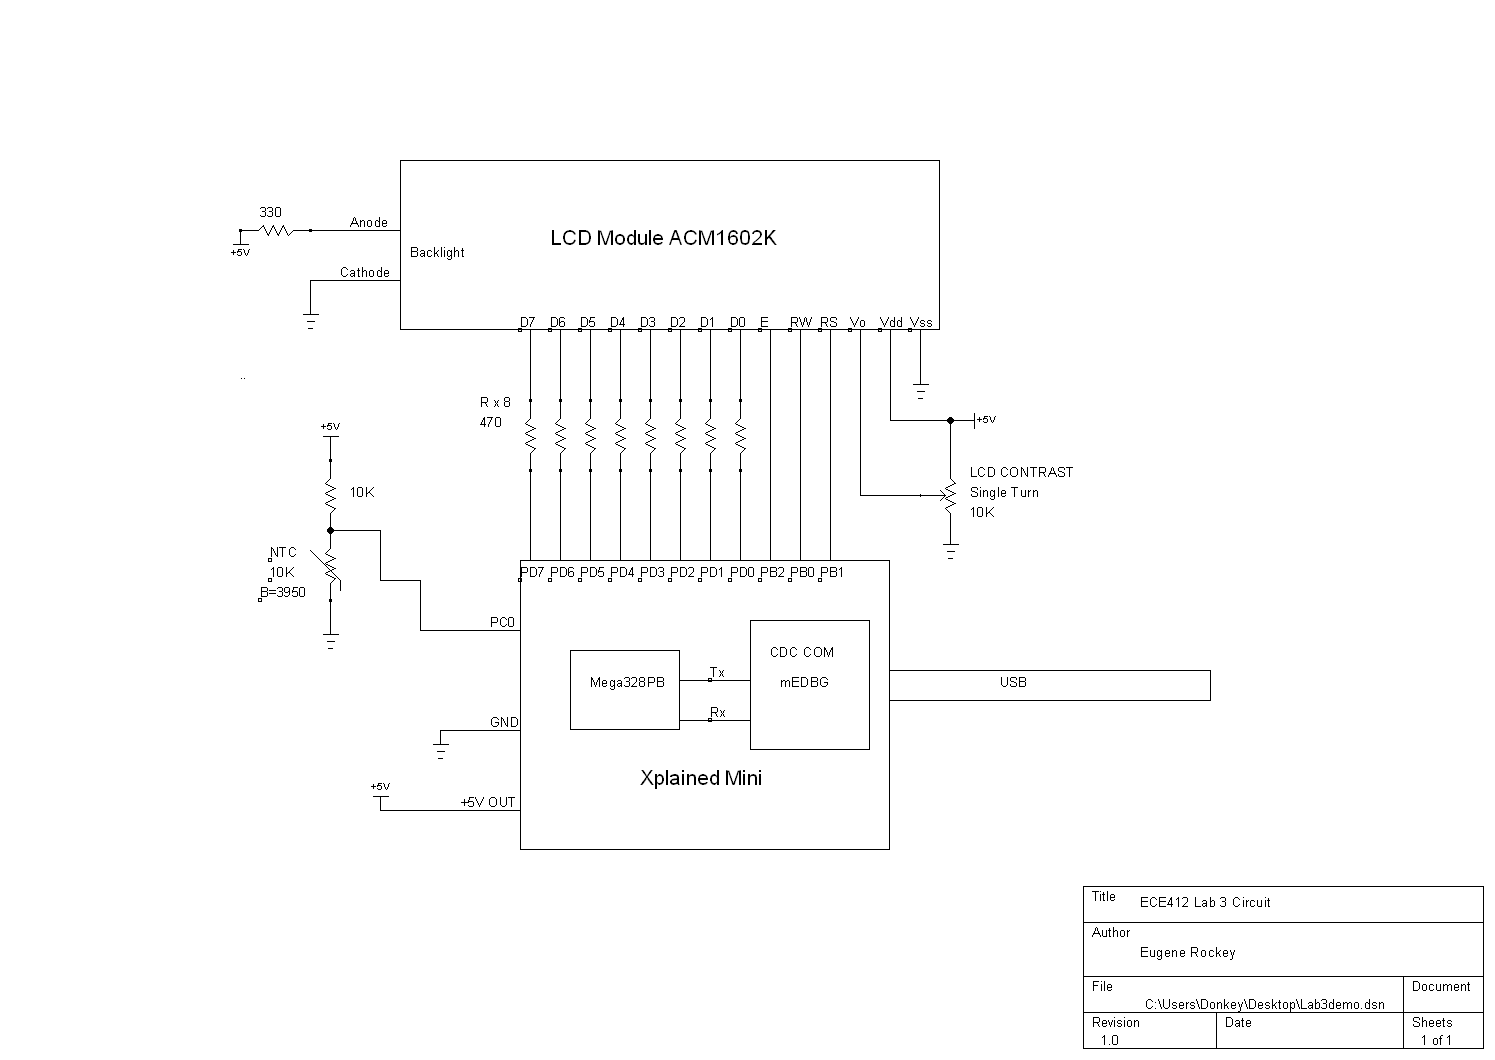 330
Anode
+5V
LCD Module ACM1602K
Backlight
Cathode
D7 D6 D5 D4 D3 D2 D1 D0 E RW RS Vo Vdd Vss
..
R x 8
470
+5V
+5V
LCD CONTRAST
Single Turn
10K
10K
NTC
10K
B=3950
PD7 PD6 PD5 PD4 PD3 PD2 PD1 PD0 PB2 PB0 PB1
PC0
CDC COM
mEDBG
Mega328PB
Tx
Rx
USB
GND
Xplained Mini
+5V
+5V OUT
Title
ECE412 Lab 3 Circuit
Author
Eugene Rockey
File
C:\Users\Donkey\Desktop\Lab3demo.dsn
Document
Revision
1.0
Date
Sheets
1 of 1